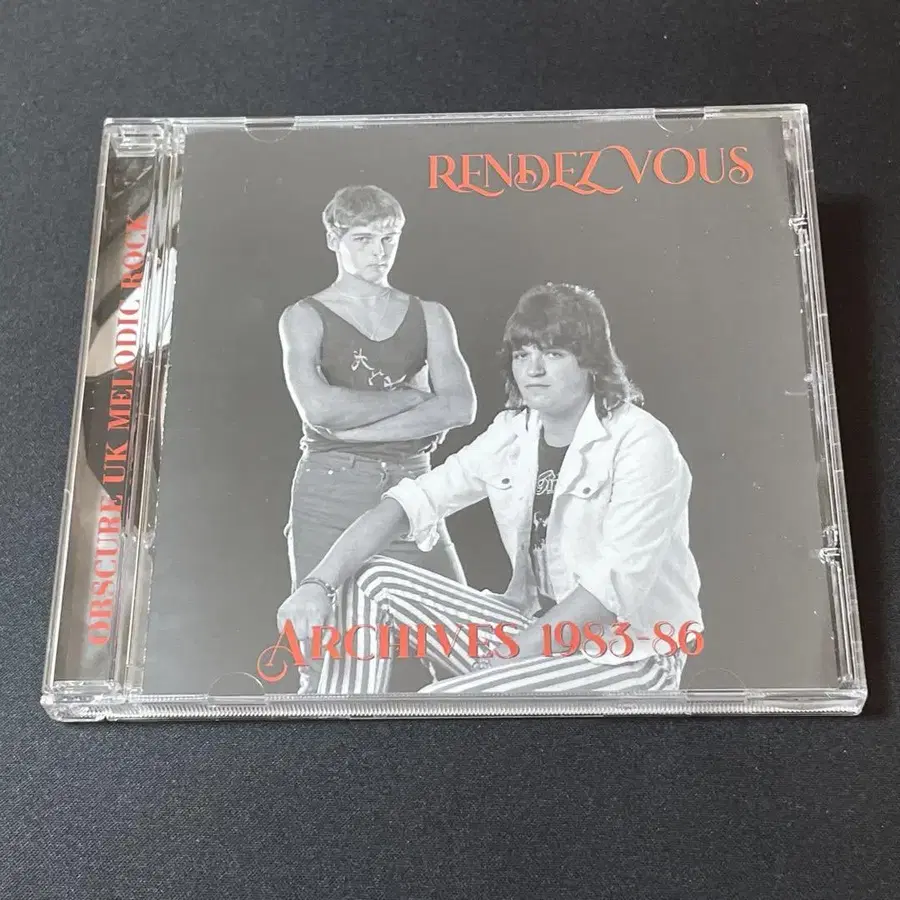 RENDEZ VOUS
OBSCURE UK MELODIC ROCK
ARCHIVES 1983-86